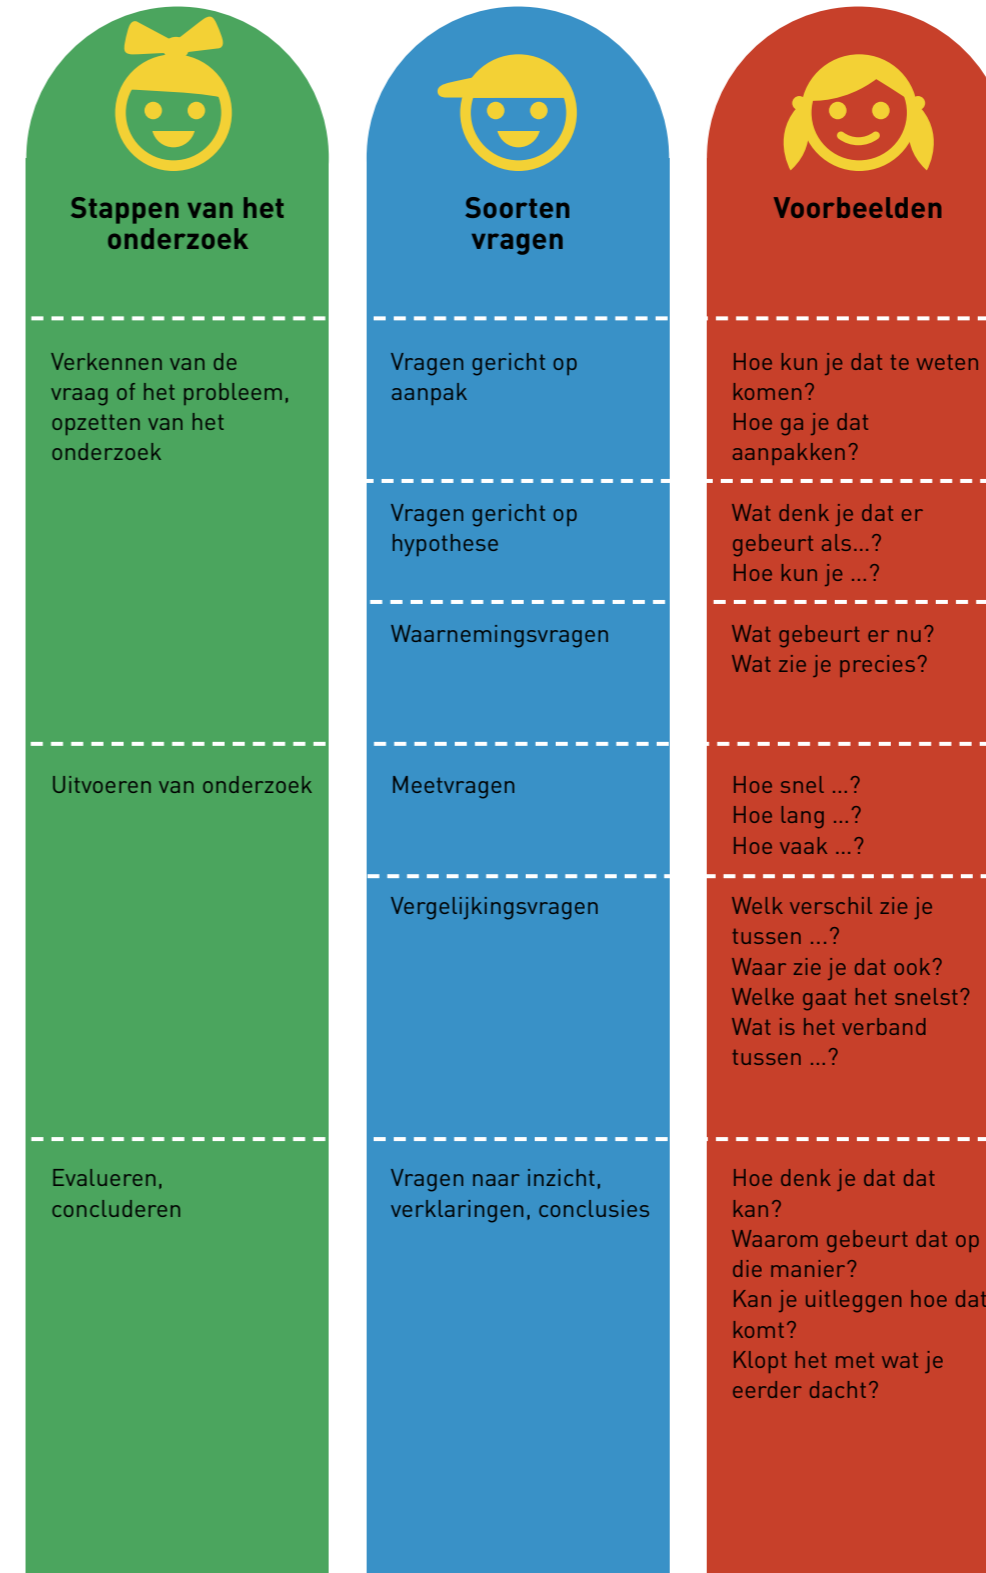 Stappen van het
onderzoek
Soorten
vragen
Voorbeelden
Verkennen van de
vraag of het probleem,
opzetten van het
onderzoek
Vragen gericht op
aanpak
Hoe kun je dat te weten
komen?
Hoe ga je dat
aanpakken?
Vragen gericht op
hypothese
Wat denk je dat er
gebeurt als...?
Hoe kun je ...?
Waarnemingsvragen
Wat gebeurt er nu?
Wat zie je precies?
Uitvoeren van onderzoek
Meetvragen
Hoe snel ...?
Hoe lang ...?
Hoe vaak ...?
Vergelijkingsvragen
Welk verschil zie je
tussen ...?
Waar zie je dat ook?
Welke gaat het snelst?
Wat is het verband
tussen ...?
Evalueren,
concluderen
Vragen naar inzicht,
verklaringen, conclusies
Hoe denk je dat dat
kan?
Waarom gebeurt dat op
die manier?
Kan je uitleggen hoe dat
komt?
Klopt het met wat je
eerder dacht?